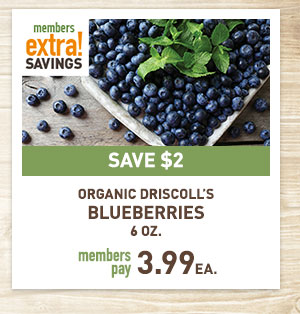 members
extra!
SAVINGS
SAVE $2
ORGANIC DRISCOLL'S
BLUEBERRIES
6 OZ.
members pay 3.99EA.